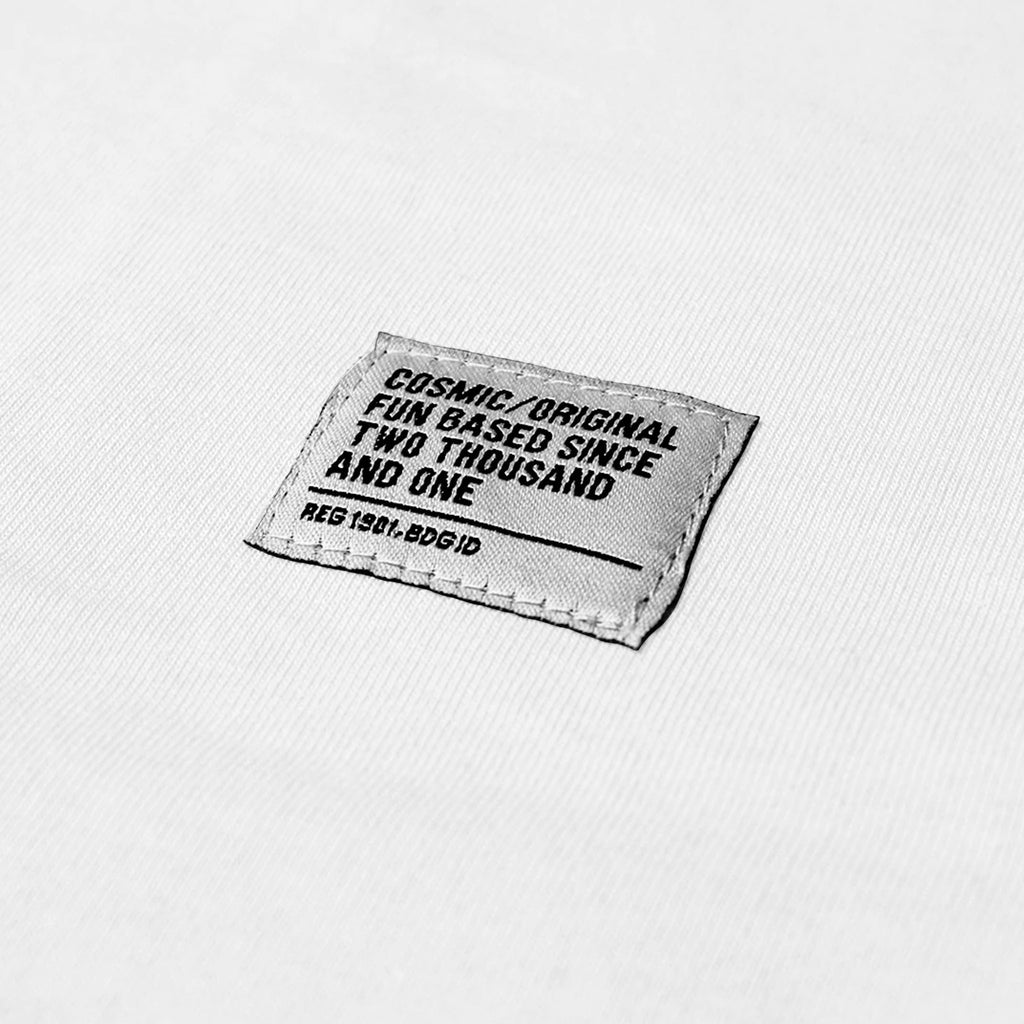 COSMIC/ORIGINAL
FUN BASED SINCE
TWO THOUSAND
AND ONE
REG 1901.BDG ID